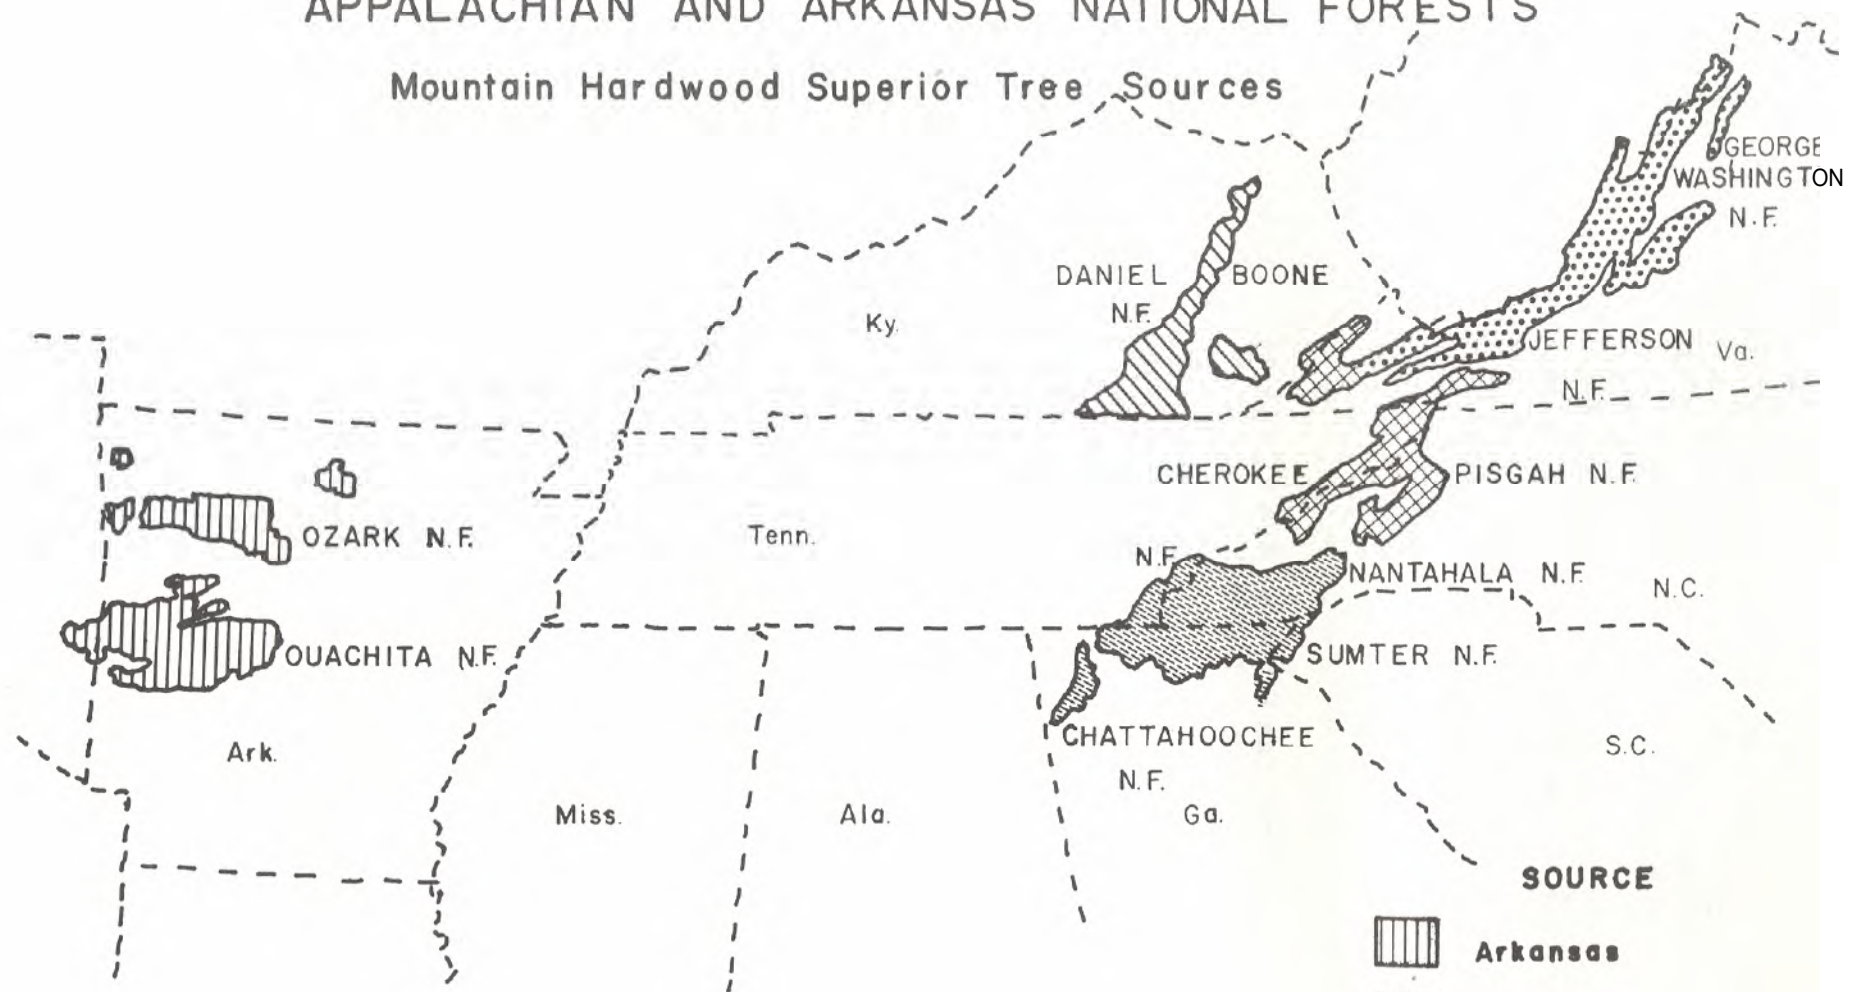 APPALACHIAN AND ARKANSAS NATIONAL FORESTS
Mountain Hardwood Superior Tree Sources
GEORGE
WASHINGTON
N.F.
DANIEL BOONE
N.F.
Ky.
JEFFERSON
Va.
N.F.
CHEROKEE
PISGAH N.F.
OZARK N.F.
Tenn.
N.F.
NANTAHALA N.F.
N.C.
OUACHITA N.F.
SUMTER N.F.
CHATTAHOOCHEE
N.F.
Ark.
S.C.
Miss.
Ala.
Ga.
SOURCE
Arkansas